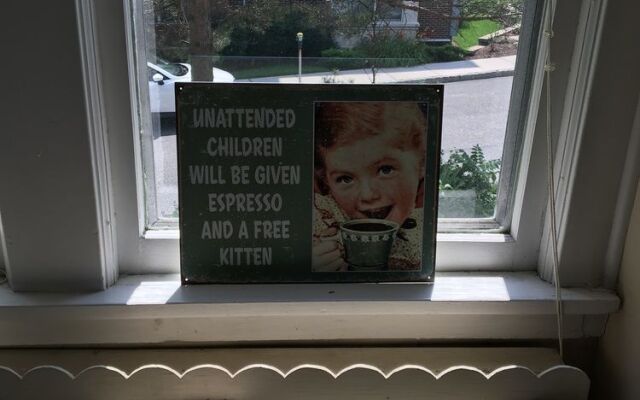 UNATTENDED
CHILDREN
WILL BE GIVEN
ESPRESSO
AND A FREE
KITTEN